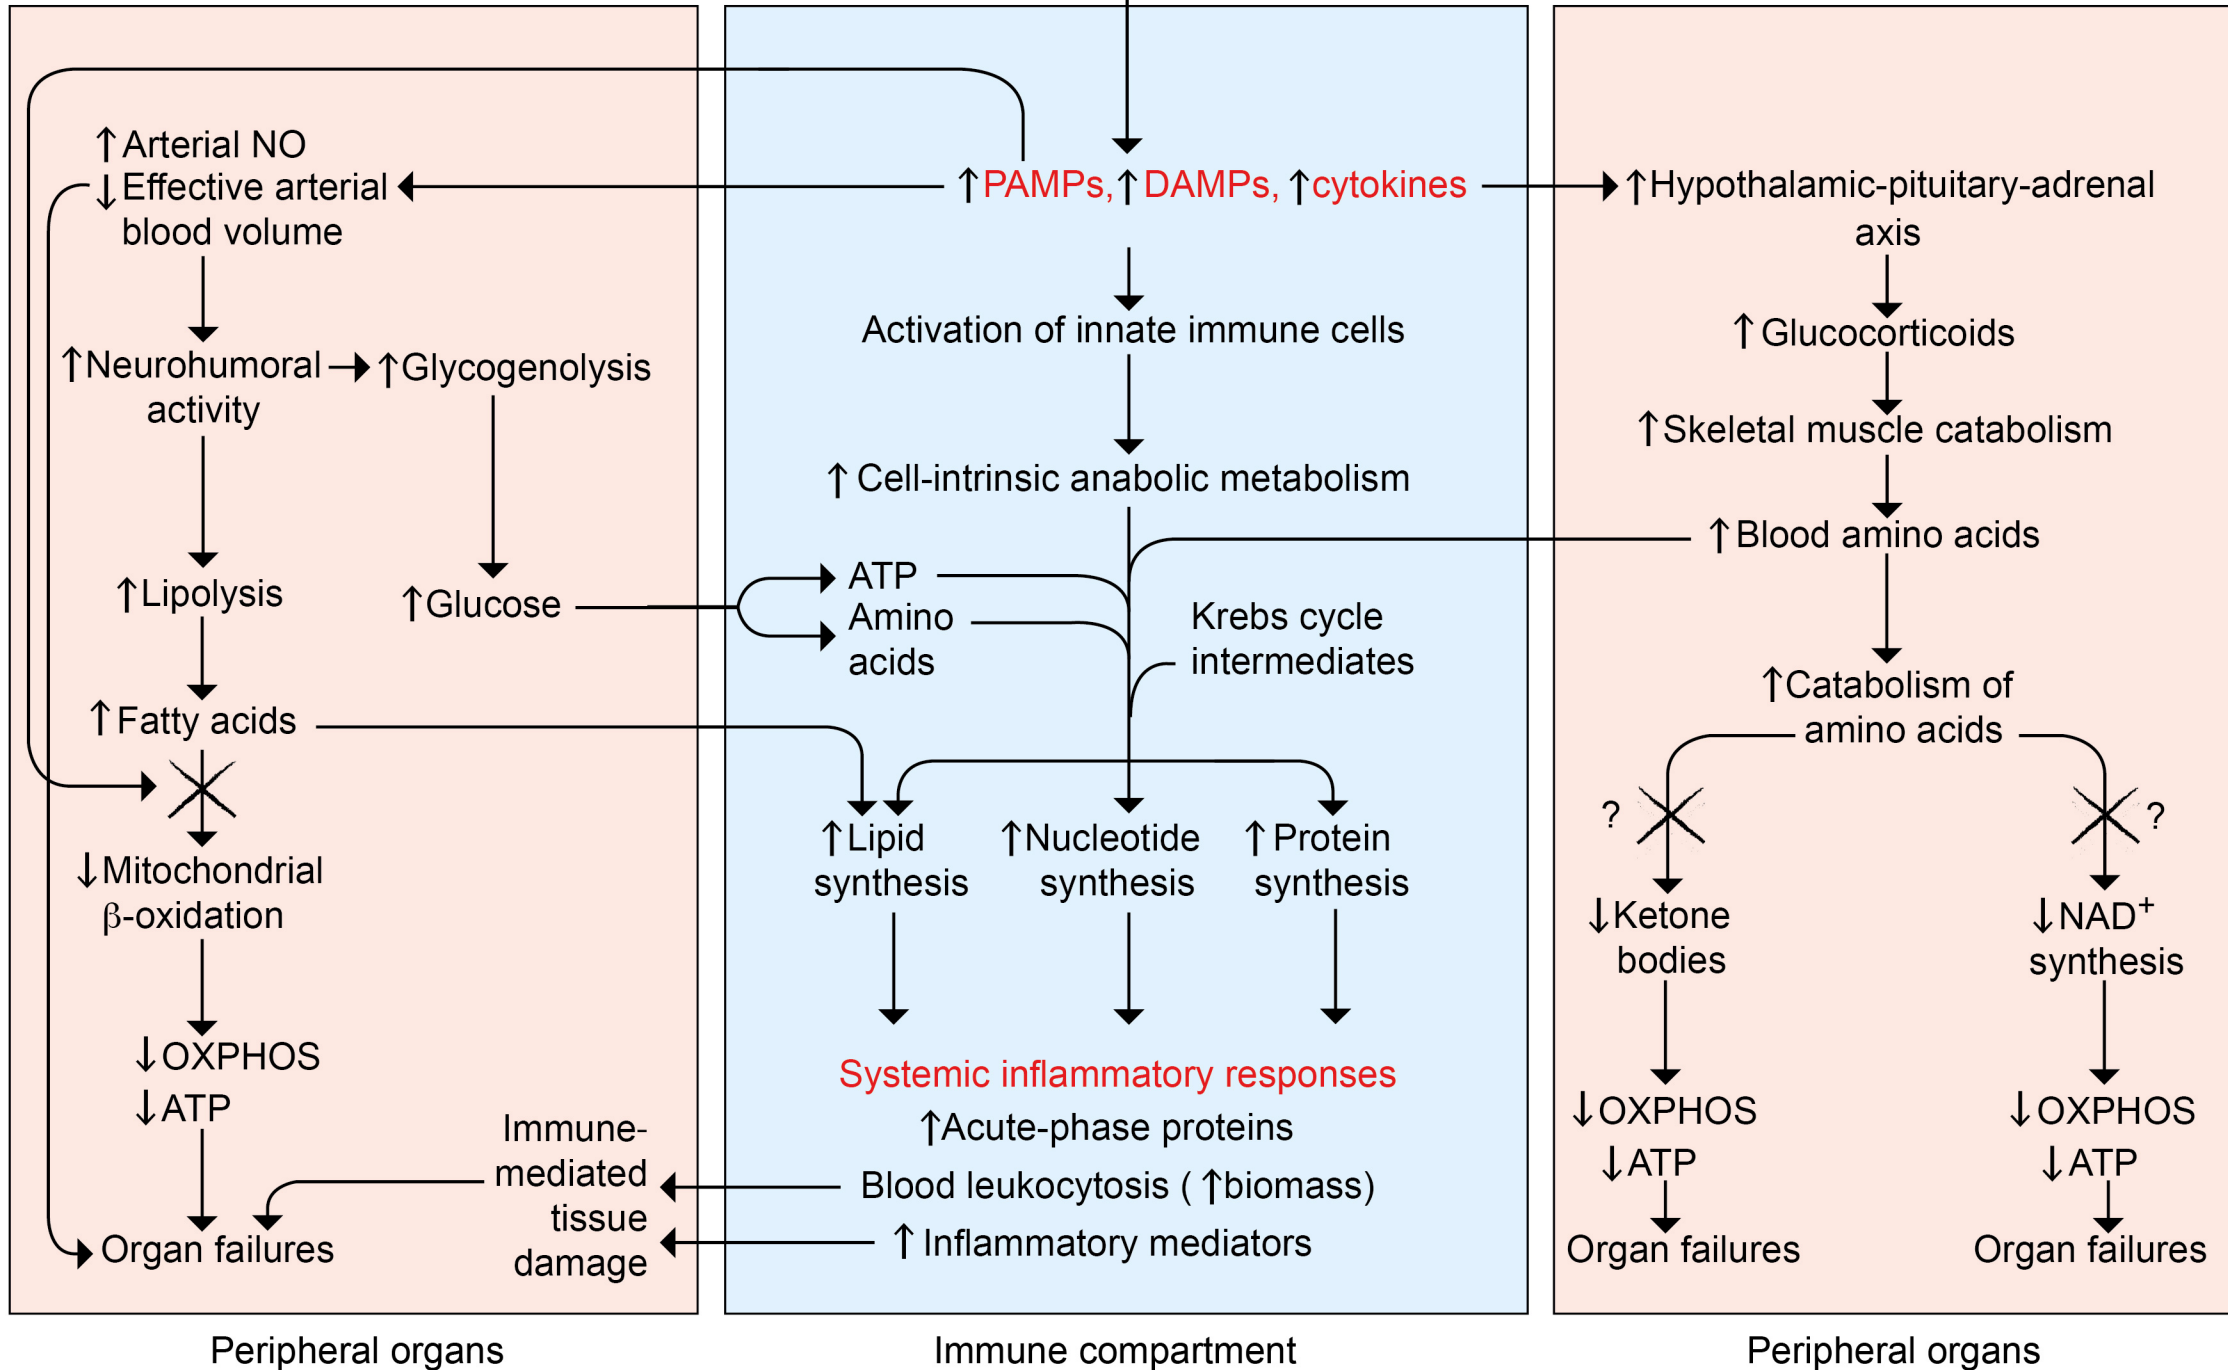 ↑Arterial NO
↓Effective arterial
blood volume
↑Neurohumoral
activity
↑Glycogenolysis
↑Lipolysis
↑Glucose
↑Fatty acids
↓Mitochondrial
β-oxidation
↓OXPHOS
↓ATP
Organ failures
Immune-
mediated
tissue
damage
Peripheral organs
↑PAMPs, ↑DAMPs, ↑cytokines
Activation of innate immune cells
↑Cell-intrinsic anabolic metabolism
ATP
Amino
acids
Krebs cycle
intermediates
↑Lipid
synthesis
↑Nucleotide
synthesis
↑Protein
synthesis
Systemic inflammatory responses
↑Acute-phase proteins
Blood leukocytosis (↑biomass)
↑Inflammatory mediators
Immune compartment
↑Hypothalamic-pituitary-adrenal
axis
↑Glucocorticoids
↑Skeletal muscle catabolism
↑Blood amino acids
↑Catabolism of
amino acids
?
?
↓Ketone
bodies
↓OXPHOS
↓ATP
Organ failures
↓NAD⁺
synthesis
↓OXPHOS
↓ATP
Organ failures
Peripheral organs